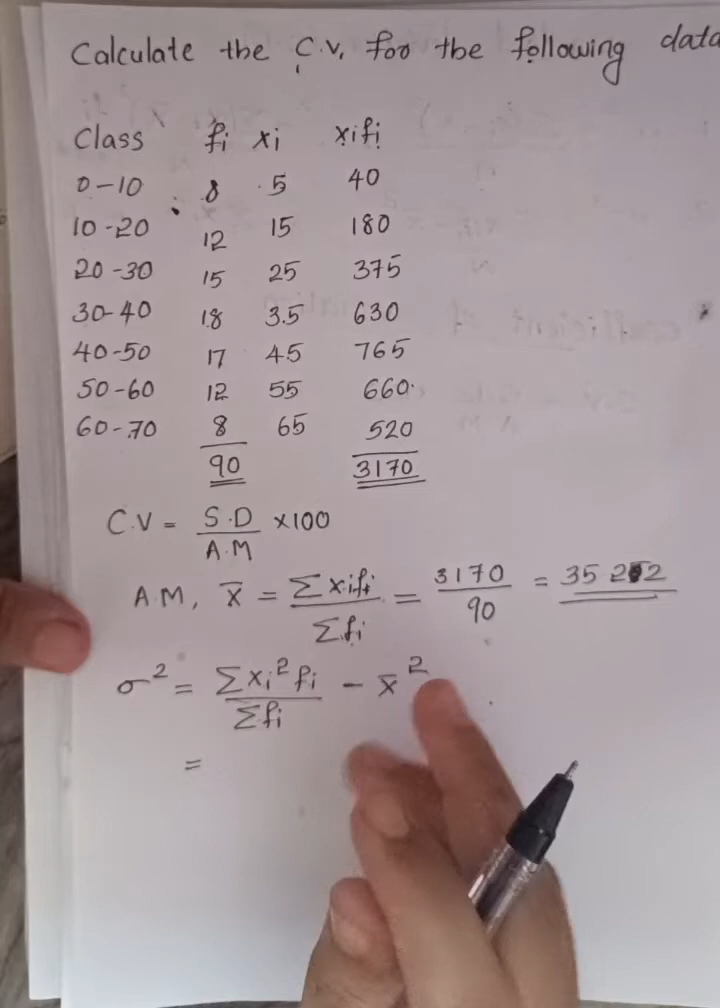 Calculate the C.V. for the following data
Class fi xi xifi
0-10 8 5 40
10-20 12 15 180
20-30 15 25 375
30-40 18 3.5 630
40-50 17 45 765
50-60 12 55 660
60-70 8 65 520
90 3170
C.V = S.D / A.M ×100
A.M, x̄ = Σxifi / Σfi = 3170 / 90 = 35.22
σ² = Σxi²fi / Σfi - x̄²
=